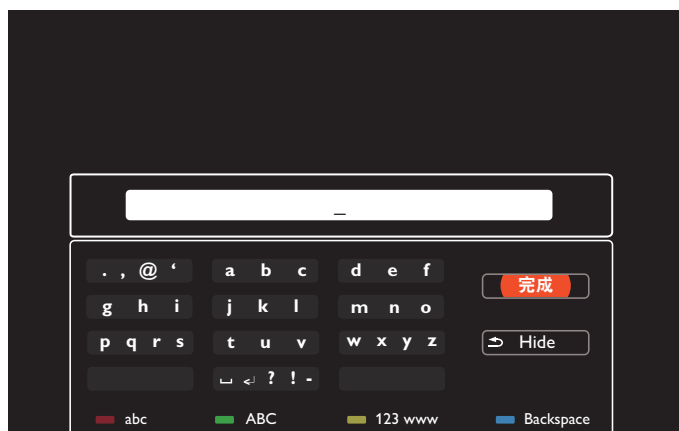 _
. , @ ‘ a b c d e f 完成
g h i j k l m n o
p q r s t u v w x y z Hide
␣ ↵ ? ! -
abc ABC 123 www Backspace